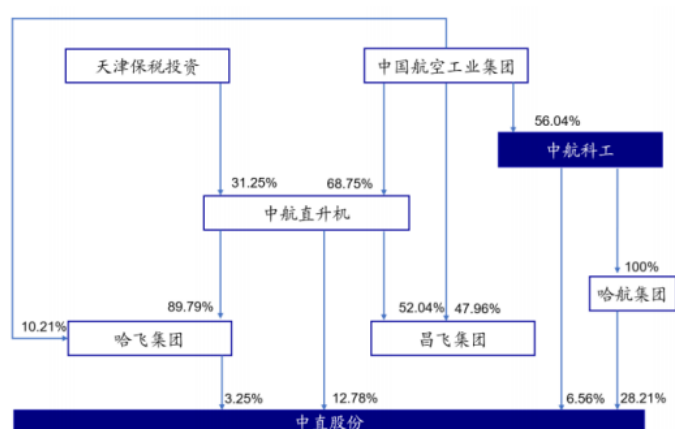 天津保税投资
中国航空工业集团
56.04%
中航科工
31.25%
68.75%
中航直升机
100%
哈航集团
89.79%
52.04%
47.96%
10.21%
哈飞集团
昌飞集团
3.25%
12.78%
6.56%
28.21%
中直股份